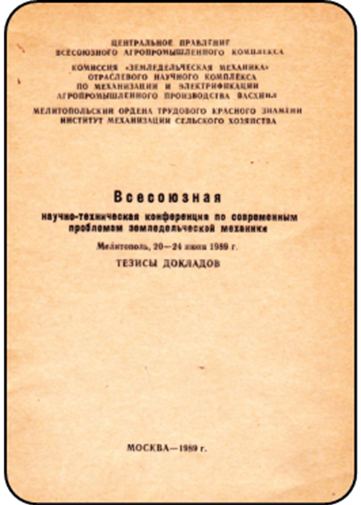 ЦЕНТРАЛЬНОЕ ПРАВЛЕНИЕ
ВСЕСОЮЗНОГО АГРОПРОМЫШЛЕННОГО КОМПЛЕКСА
КОМИССИЯ «ЗЕМЛЕДЕЛЬЧЕСКАЯ МЕХАНИКА»
ОТРАСЛЕВОГО НАУЧНОГО КОМПЛЕКСА
ПО МЕХАНИЗАЦИИ И ЭЛЕКТРИФИКАЦИИ
АГРОПРОМЫШЛЕННОГО ПРОИЗВОДСТВА ВАСХНИЛ
МЕЛИТОПОЛЬСКИЙ ОРДЕНА ТРУДОВОГО КРАСНОГО ЗНАМЕНИ
ИНСТИТУТ МЕХАНИЗАЦИИ СЕЛЬСКОГО ХОЗЯЙСТВА
Всесоюзная
научно-техническая конференция по современным
проблемам земледельческой механики
Мелитополь, 20—24 июня 1989 г.
ТЕЗИСЫ ДОКЛАДОВ
МОСКВА—1989 г.